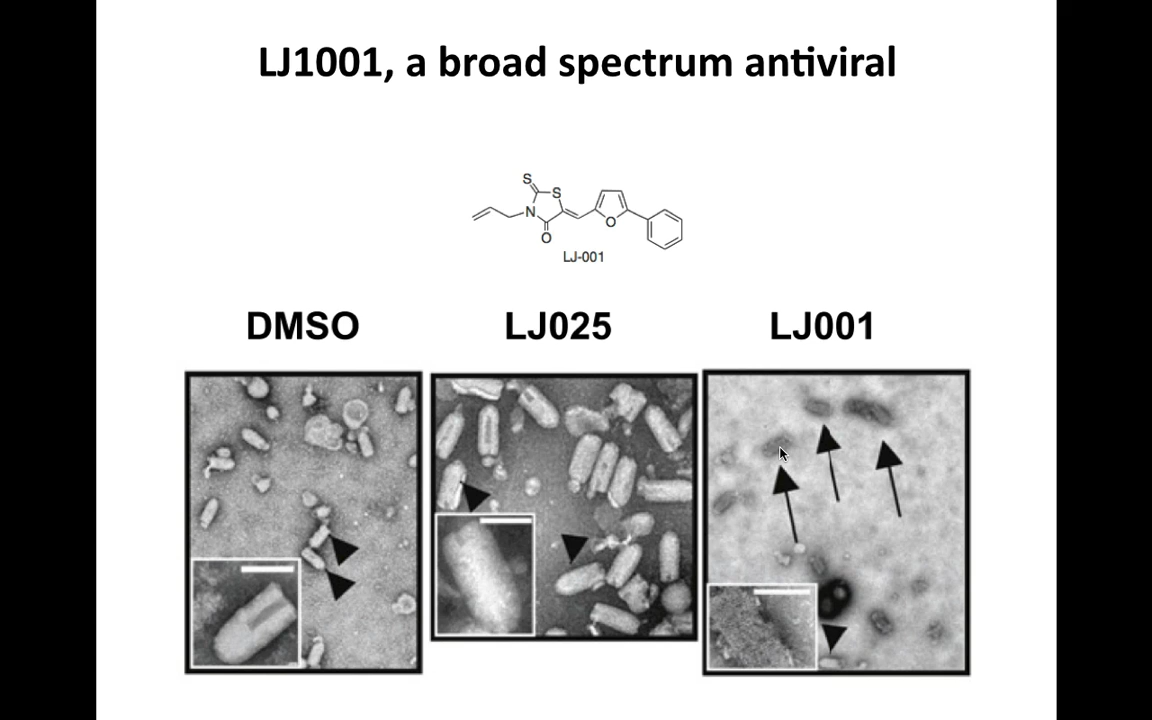 LJ1001, a broad spectrum antiviral
S
S
N
O
O
LJ-001
DMSO
LJ025
LJ001